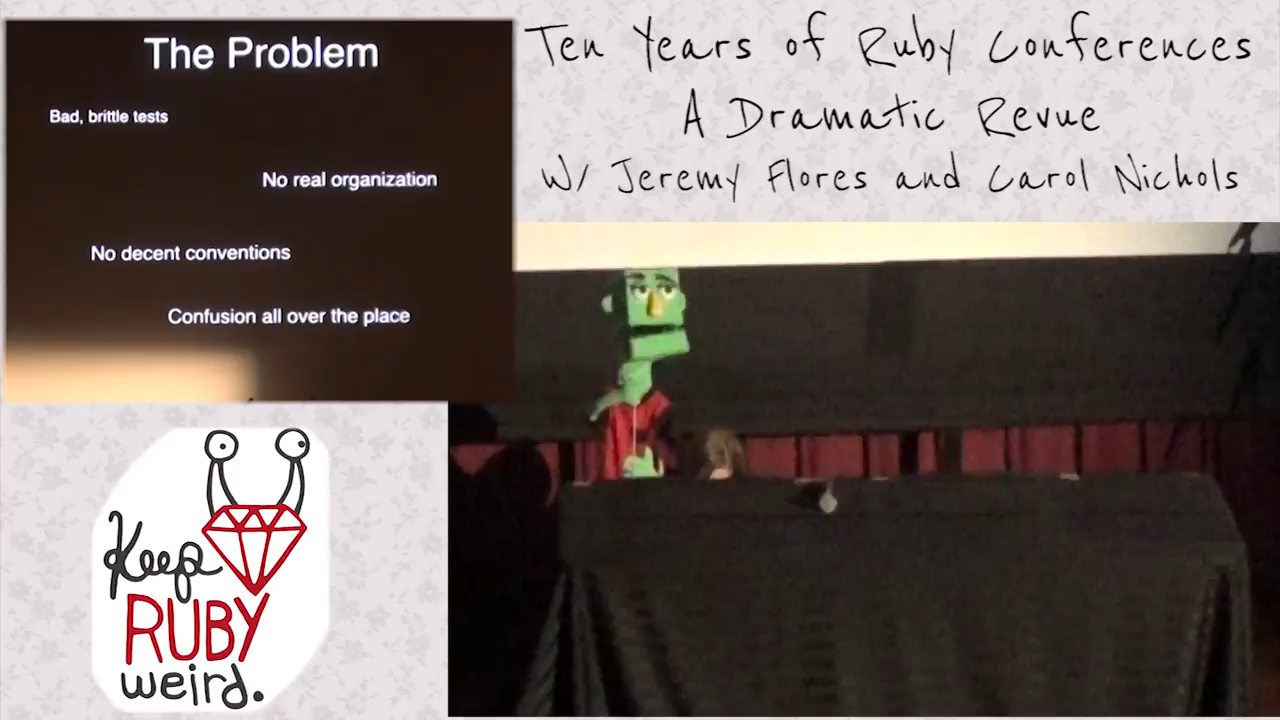 The Problem
Bad, brittle tests
No real organization
No decent conventions
Confusion all over the place
Ten Years of Ruby Conferences
A Dramatic Revue
W/ Jeremy Flores and Carol Nichols
Keep
RUBY
weird.